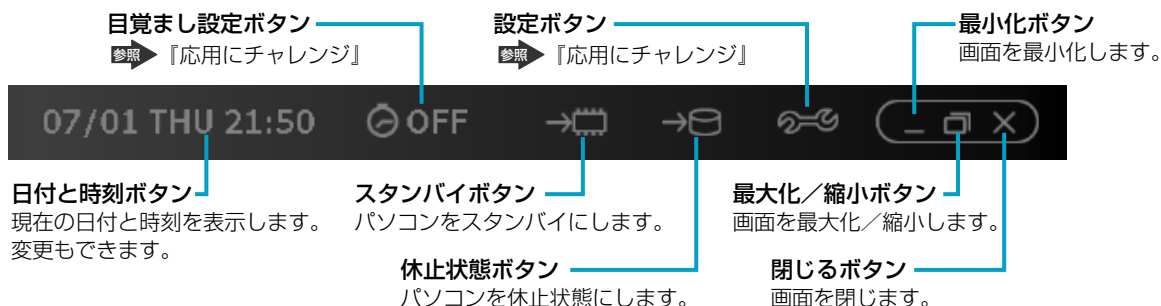 目覚まし設定ボタン
参照 『応用にチャレンジ』
設定ボタン
参照 『応用にチャレンジ』
最小化ボタン
画面を最小化します。
07/01 THU 21:50 OFF
日付と時刻ボタン
現在の日付と時刻を表示します。
変更もできます。
スタンバイボタン
パソコンをスタンバイにします。
最大化／縮小ボタン
画面を最大化／縮小します。
休止状態ボタン
パソコンを休止状態にします。
閉じるボタン
画面を閉じます。